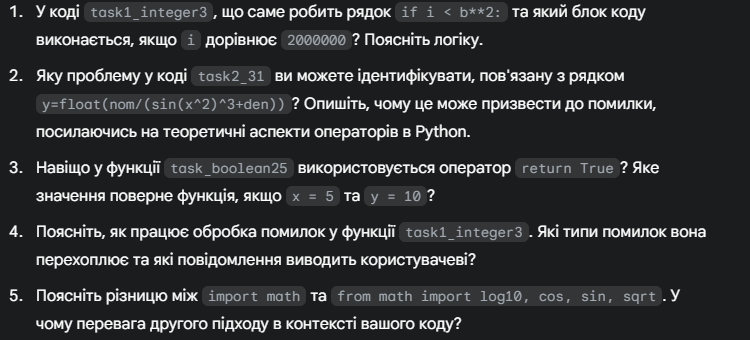 1. У коді task1_integer3, що саме робить рядок if i < b**2: та який блок коду
виконається, якщо i дорівнює 2000000? Поясніть логіку.
2. Яку проблему у коді task2_31 ви можете ідентифікувати, пов'язану з рядком
y=float(nom/(sin(x^2)^3+den))? Опишіть, чому це може призвести до помилки,
посилаючись на теоретичні аспекти операторів в Python.
3. Навіщо у функції task_boolean25 використовується оператор return True? Яке
значення поверне функція, якщо x = 5 та y = 10?
4. Поясніть, як працює обробка помилок у функції task1_integer3. Які типи помилок вона
перехоплює та які повідомлення виводить користувачеві?
5. Поясніть різницю між import math та from math import log10, cos, sin, sqrt. У
чому перевага другого підходу в контексті вашого коду?